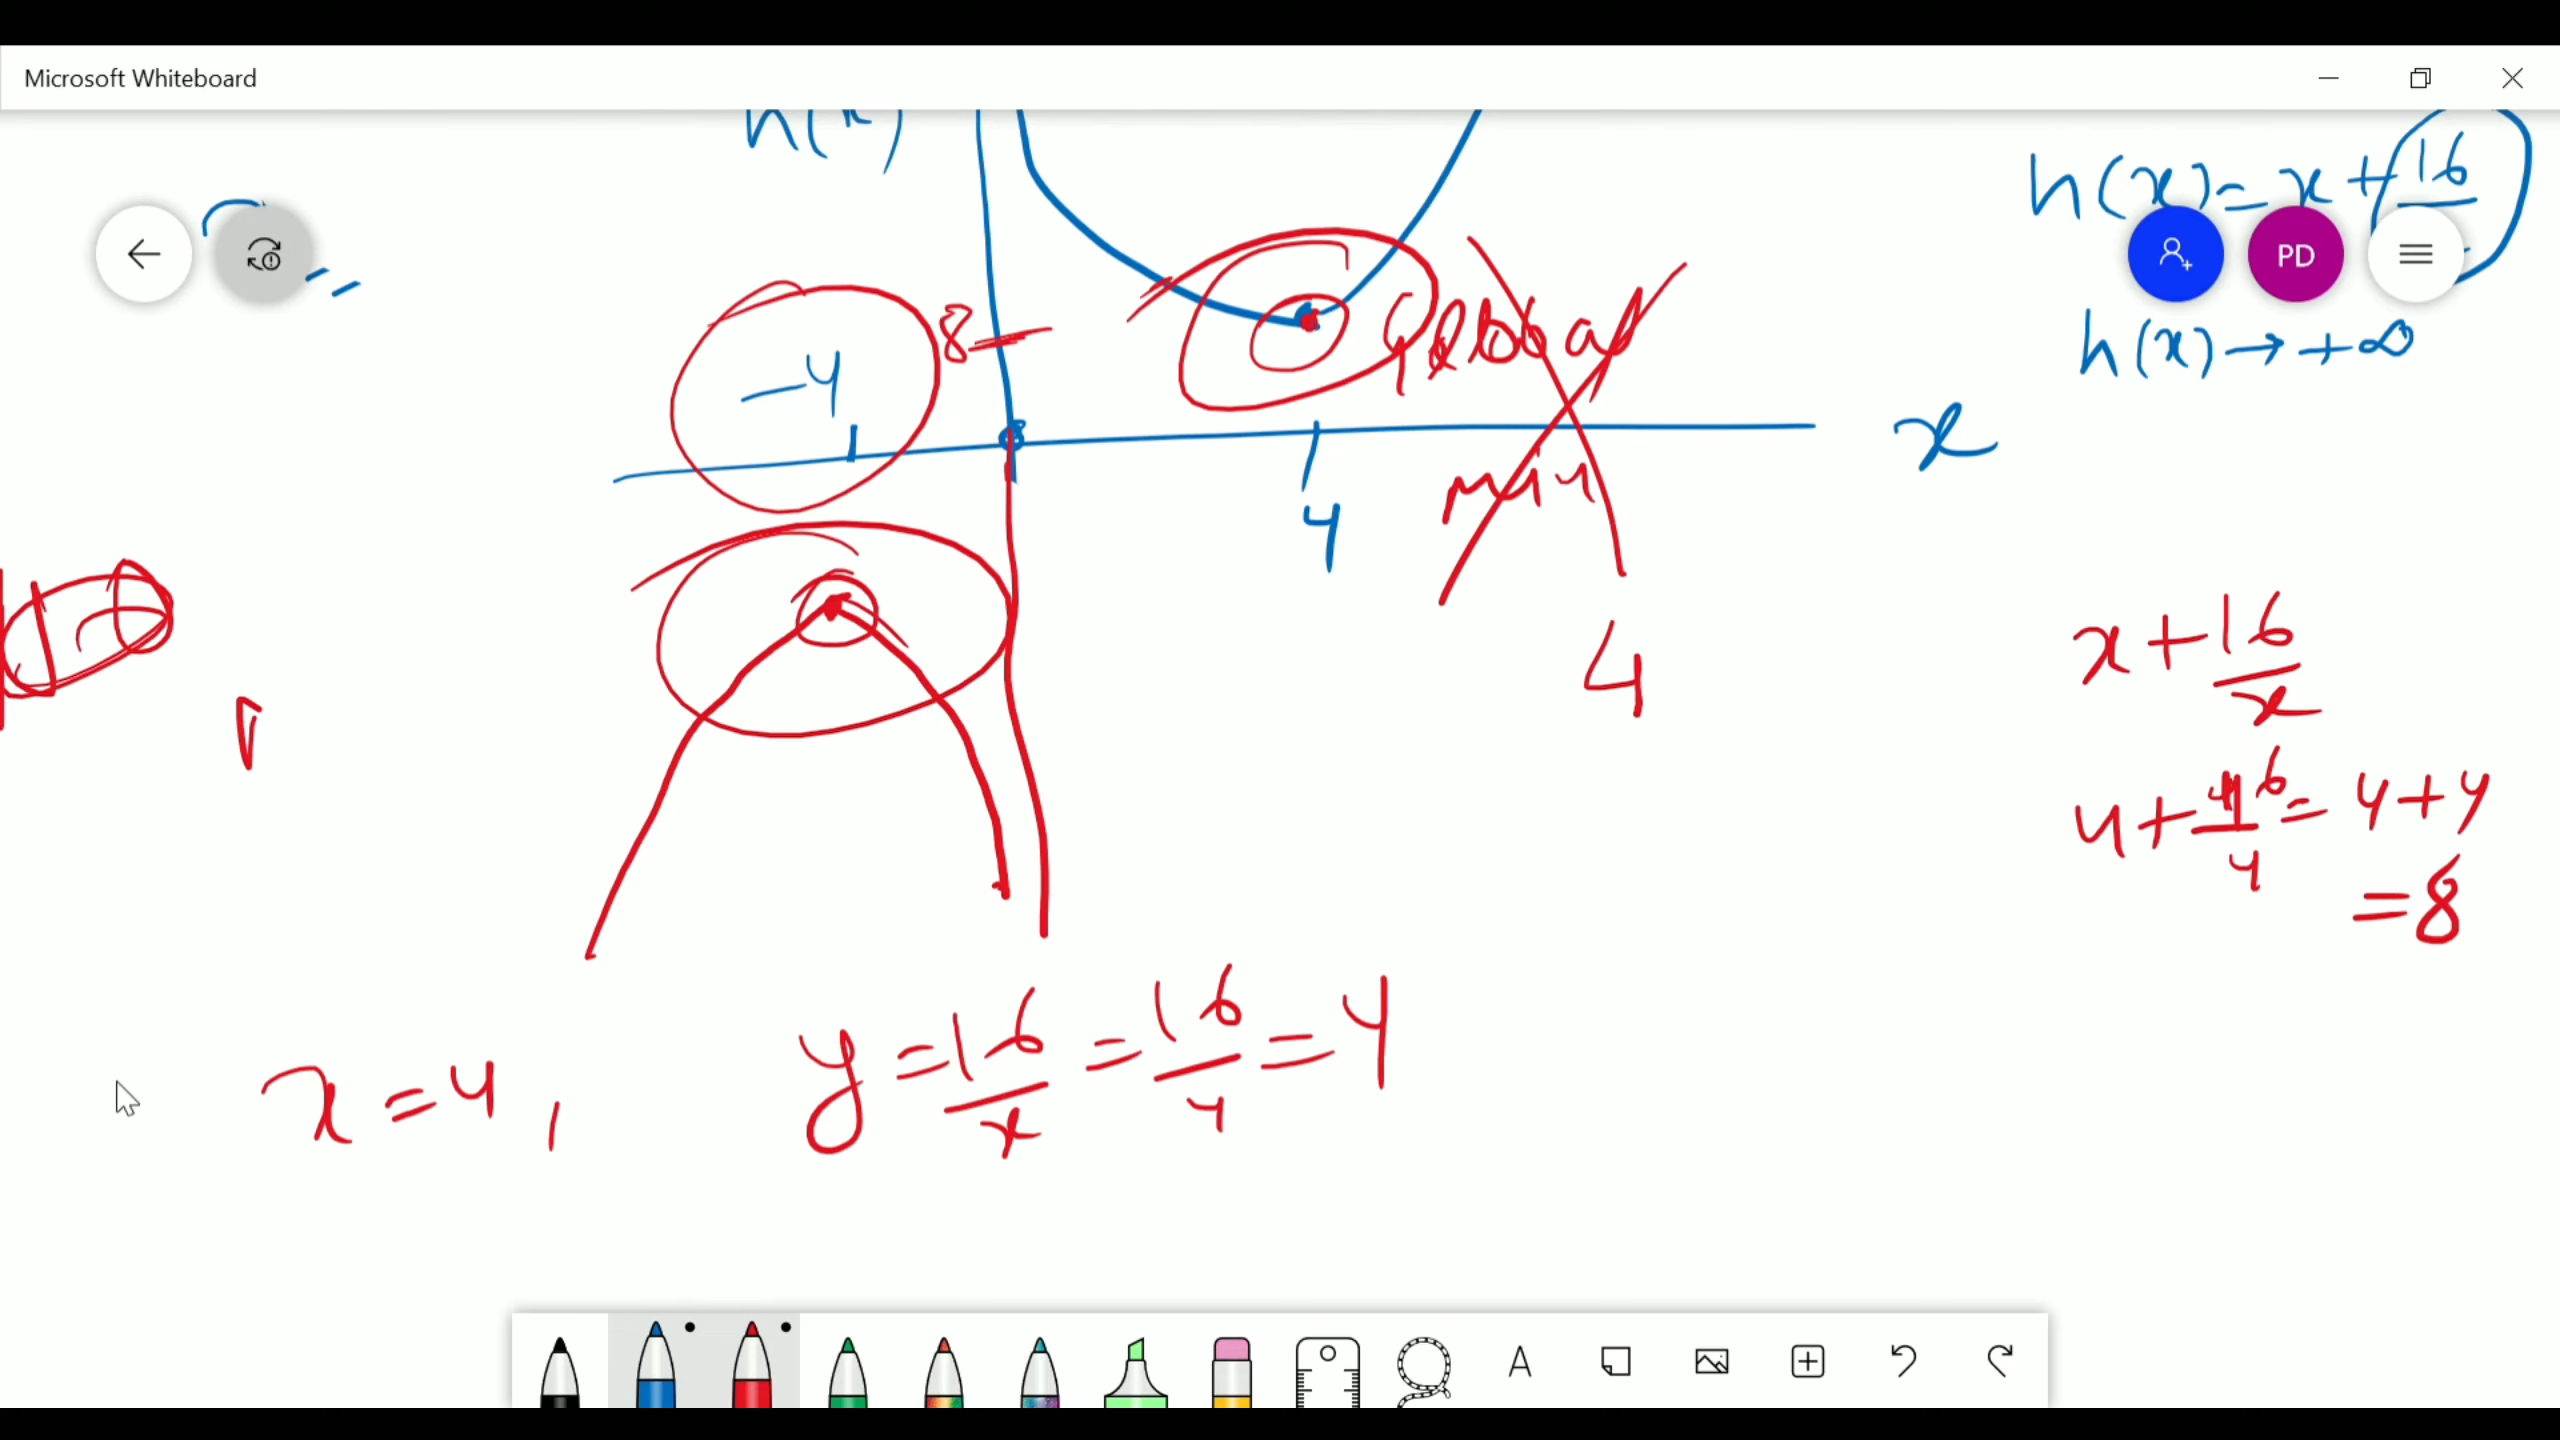 Microsoft Whiteboard
h(x)
h(x) = x + 16
PD
h(x) → +∞
8
-4
Global
min
x
4
4
x + 16/x
4 + 16/4 = 4 + 4
= 8
x = 4,
y = 16/x = 16/4 = 4
A